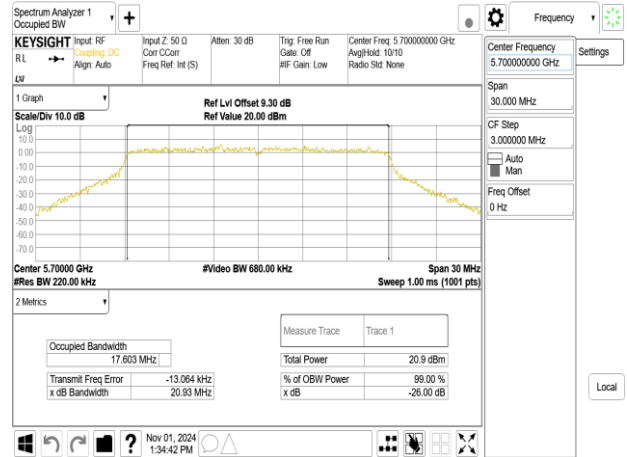 Spectrum Analyzer 1
Occupied BW
Frequency
KEYSIGHT
RL
Input: RF
Coupling: DC
Align: Auto
Input Z: 50 Ω
Corr CCorr
Freq Ref: Int (S)
Atten: 30 dB
Trig: Free Run
Gate: Off
#IF Gain: Low
Center Freq: 5.700000000 GHz
Avg|Hold: 10/10
Radio Std: None
Center Frequency
5.700000000 GHz
Settings
Span
30.000 MHz
CF Step
3.000000 MHz
Auto
Man
Freq Offset
0 Hz
Local
1 Graph
Scale/Div 10.0 dB
Ref Lvl Offset 9.30 dB
Ref Value 20.00 dBm
Log
10.0
0.00
-10.0
-20.0
-30.0
-40.0
-50.0
-60.0
-70.0
Center 5.70000 GHz
#Video BW 680.00 kHz
Span 30 MHz
#Res BW 220.00 kHz
Sweep 1.00 ms (1001 pts)
2 Metrics
Measure Trace
Trace 1
Occupied Bandwidth
17.603 MHz
Total Power
20.9 dBm
Transmit Freq Error
-13.064 kHz
% of OBW Power
99.00 %
x dB Bandwidth
20.93 MHz
x dB
-26.00 dB
Nov 01, 2024
1:34:42 PM